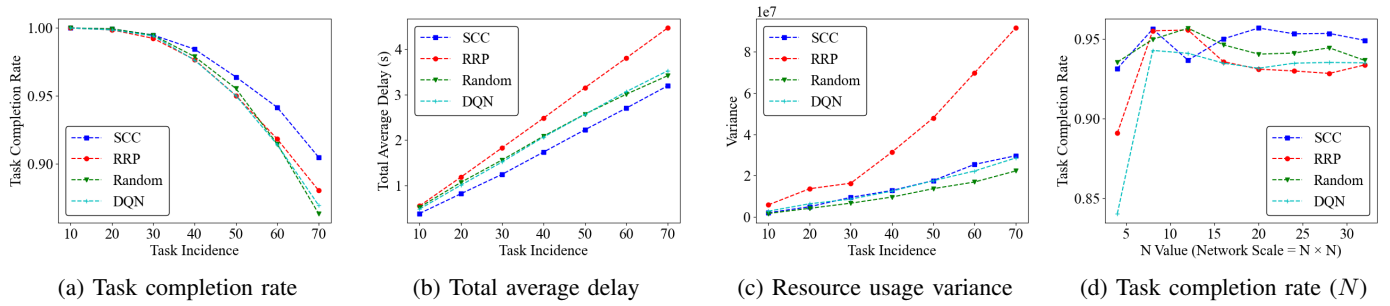 1.00
0.95
0.90
Task Completion Rate
SCC
RRP
Random
DQN
10 20 30 40 50 60 70
Task Incidence
(a) Task completion rate
4
3
2
1
Total Average Delay (s)
SCC
RRP
Random
DQN
10 20 30 40 50 60 70
Task Incidence
(b) Total average delay
1e7
8
6
4
2
0
Variance
SCC
RRP
Random
DQN
10 20 30 40 50 60 70
Task Incidence
(c) Resource usage variance
0.95
0.90
0.85
Task Completion Rate
SCC
RRP
Random
DQN
5 10 15 20 25 30
N Value (Network Scale = N × N)
(d) Task completion rate (N)